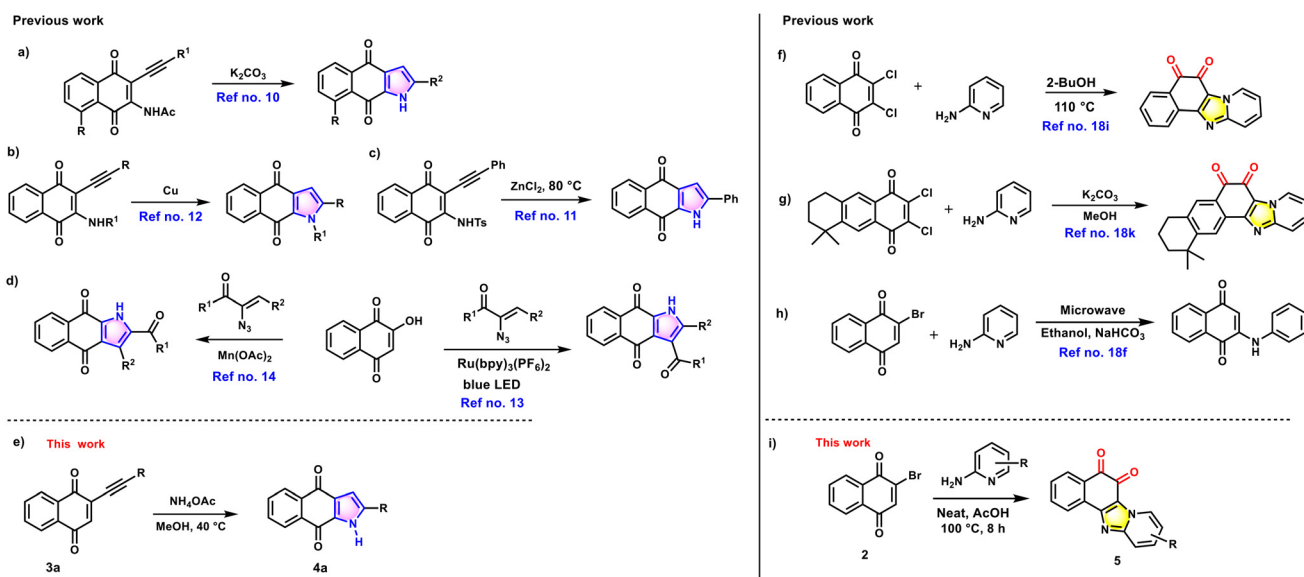 Previous work
a)
O
R¹
NHAc
R
O
K₂CO₃
Ref no. 10
O
R²
N
H
R
O
b)
O
R
NHR¹
O
Cu
Ref no. 12
O
R
N
R¹
O
c)
O
Ph
NHTs
O
ZnCl₂, 80 °C
Ref no. 11
O
Ph
N
H
O
d)
O
H
N
O
R¹
R²
O
O
R¹
R²
N₃
Mn(OAc)₂
Ref no. 14
O
OH
O
O
R¹
R²
N₃
Ru(bpy)₃(PF₆)₂
blue LED
Ref no. 13
O
H
N
R²
R¹
O
O
e)
This work
O
R
O
3a
NH₄OAc
MeOH, 40 °C
O
R
N
H
O
4a
Previous work
f)
O
Cl
Cl
O
+
H₂N
N
2-BuOH
110 °C
Ref no. 18i
O
O
N
N
g)
O
Cl
Cl
O
+
H₂N
N
K₂CO₃
MeOH
Ref no. 18k
O
O
N
N
h)
O
Br
O
+
H₂N
N
Microwave
Ethanol, NaHCO₃
Ref no. 18f
O
N
H
O
i)
This work
O
Br
O
2
R
H₂N
N
Neat, AcOH
100 °C, 8 h
O
O
N
N
R
5